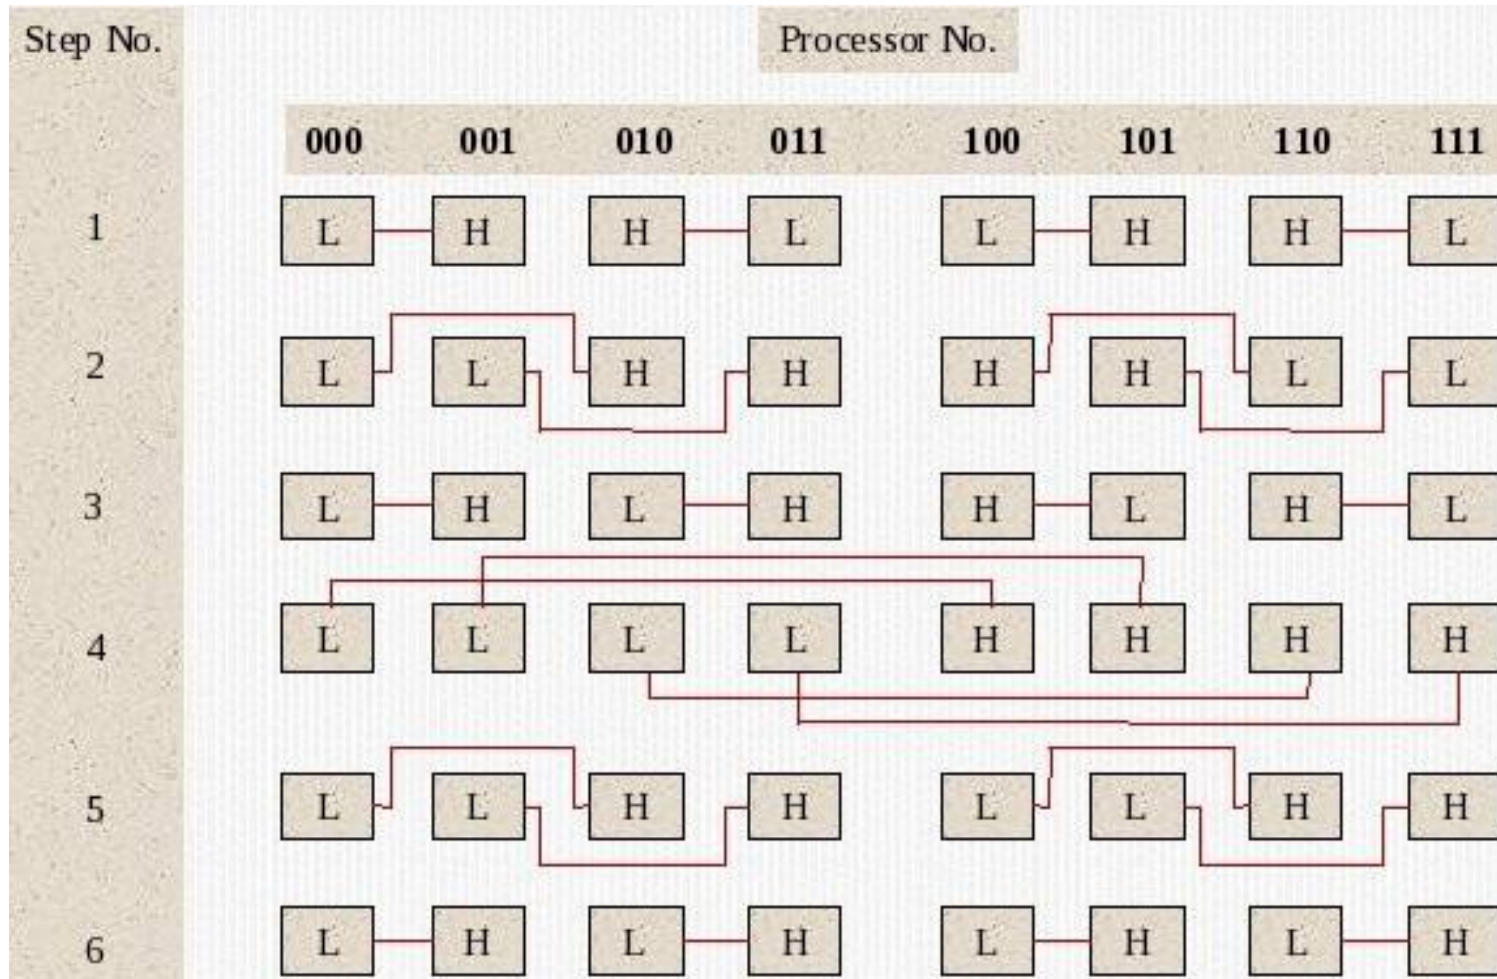 Step No. Processor No.
000 001 010 011 100 101 110 111
1 L H H L L H H L
2 L L H H H H L L
3 L H L H H L H L
4 L L L L H H H H
5 L L H H L L H H
6 L H L H L H L H